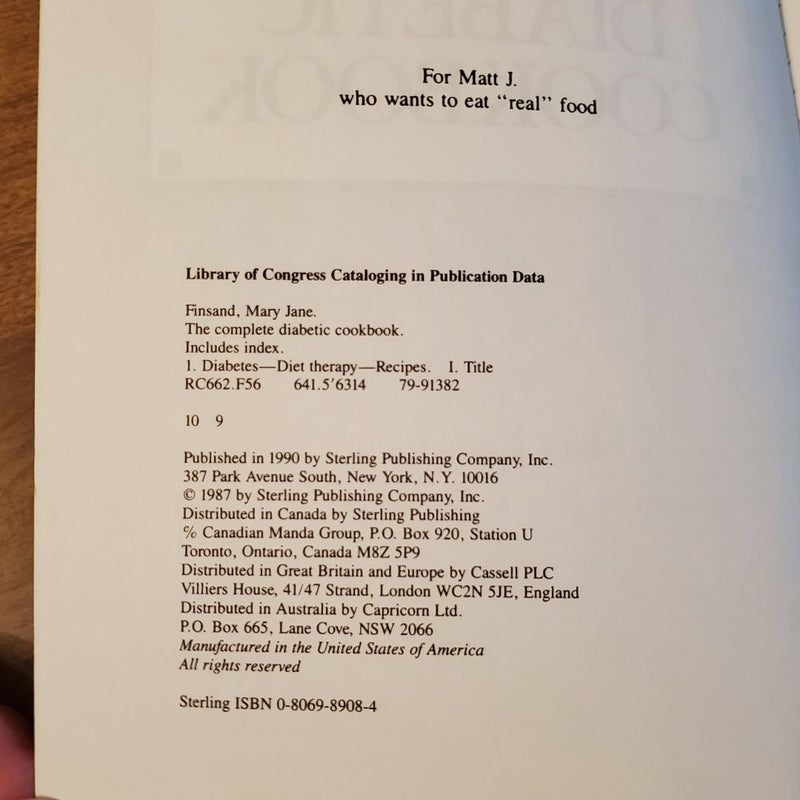 For Matt J.
who wants to eat "real" food
Library of Congress Cataloging in Publication Data
Finsand, Mary Jane.
The complete diabetic cookbook.
Includes index.
1. Diabetes—Diet therapy—Recipes. I. Title
RC662.F56 641.5'6314 79-91382
10 9
Published in 1990 by Sterling Publishing Company, Inc.
387 Park Avenue South, New York, N.Y. 10016
© 1987 by Sterling Publishing Company, Inc.
Distributed in Canada by Sterling Publishing
℅ Canadian Manda Group, P.O. Box 920, Station U
Toronto, Ontario, Canada M8Z 5P9
Distributed in Great Britain and Europe by Cassell PLC
Villiers House, 41/47 Strand, London WC2N 5JE, England
Distributed in Australia by Capricorn Ltd.
P.O. Box 665, Lane Cove, NSW 2066
Manufactured in the United States of America
All rights reserved
Sterling ISBN 0-8069-8908-4